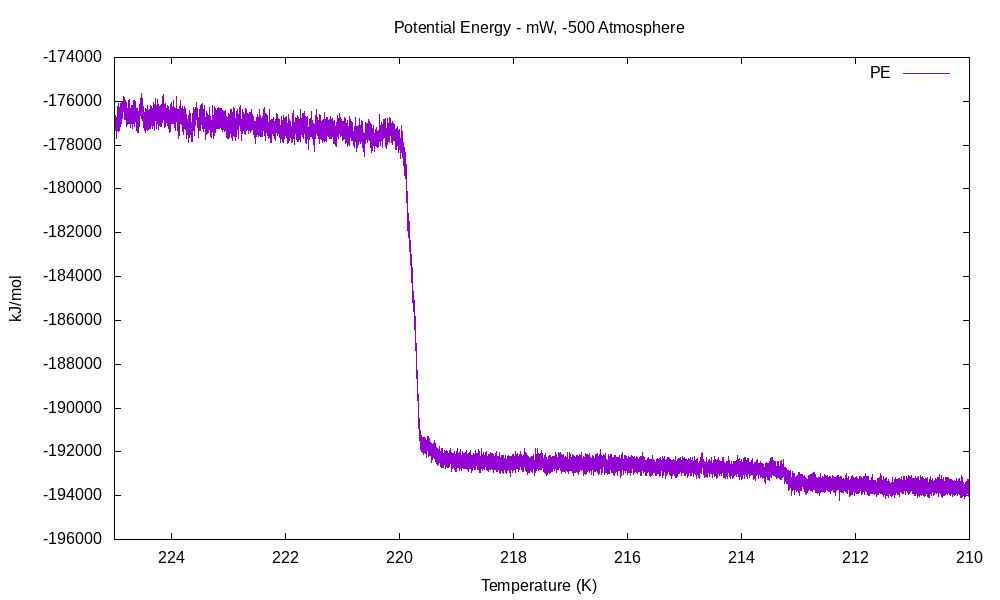 Potential Energy - mW, -500 Atmosphere
PE
-174000
-176000
-178000
-180000
-182000
-184000
-186000
-188000
-190000
-192000
-194000
-196000
kJ/mol
224 222 220 218 216 214 212 210
Temperature (K)